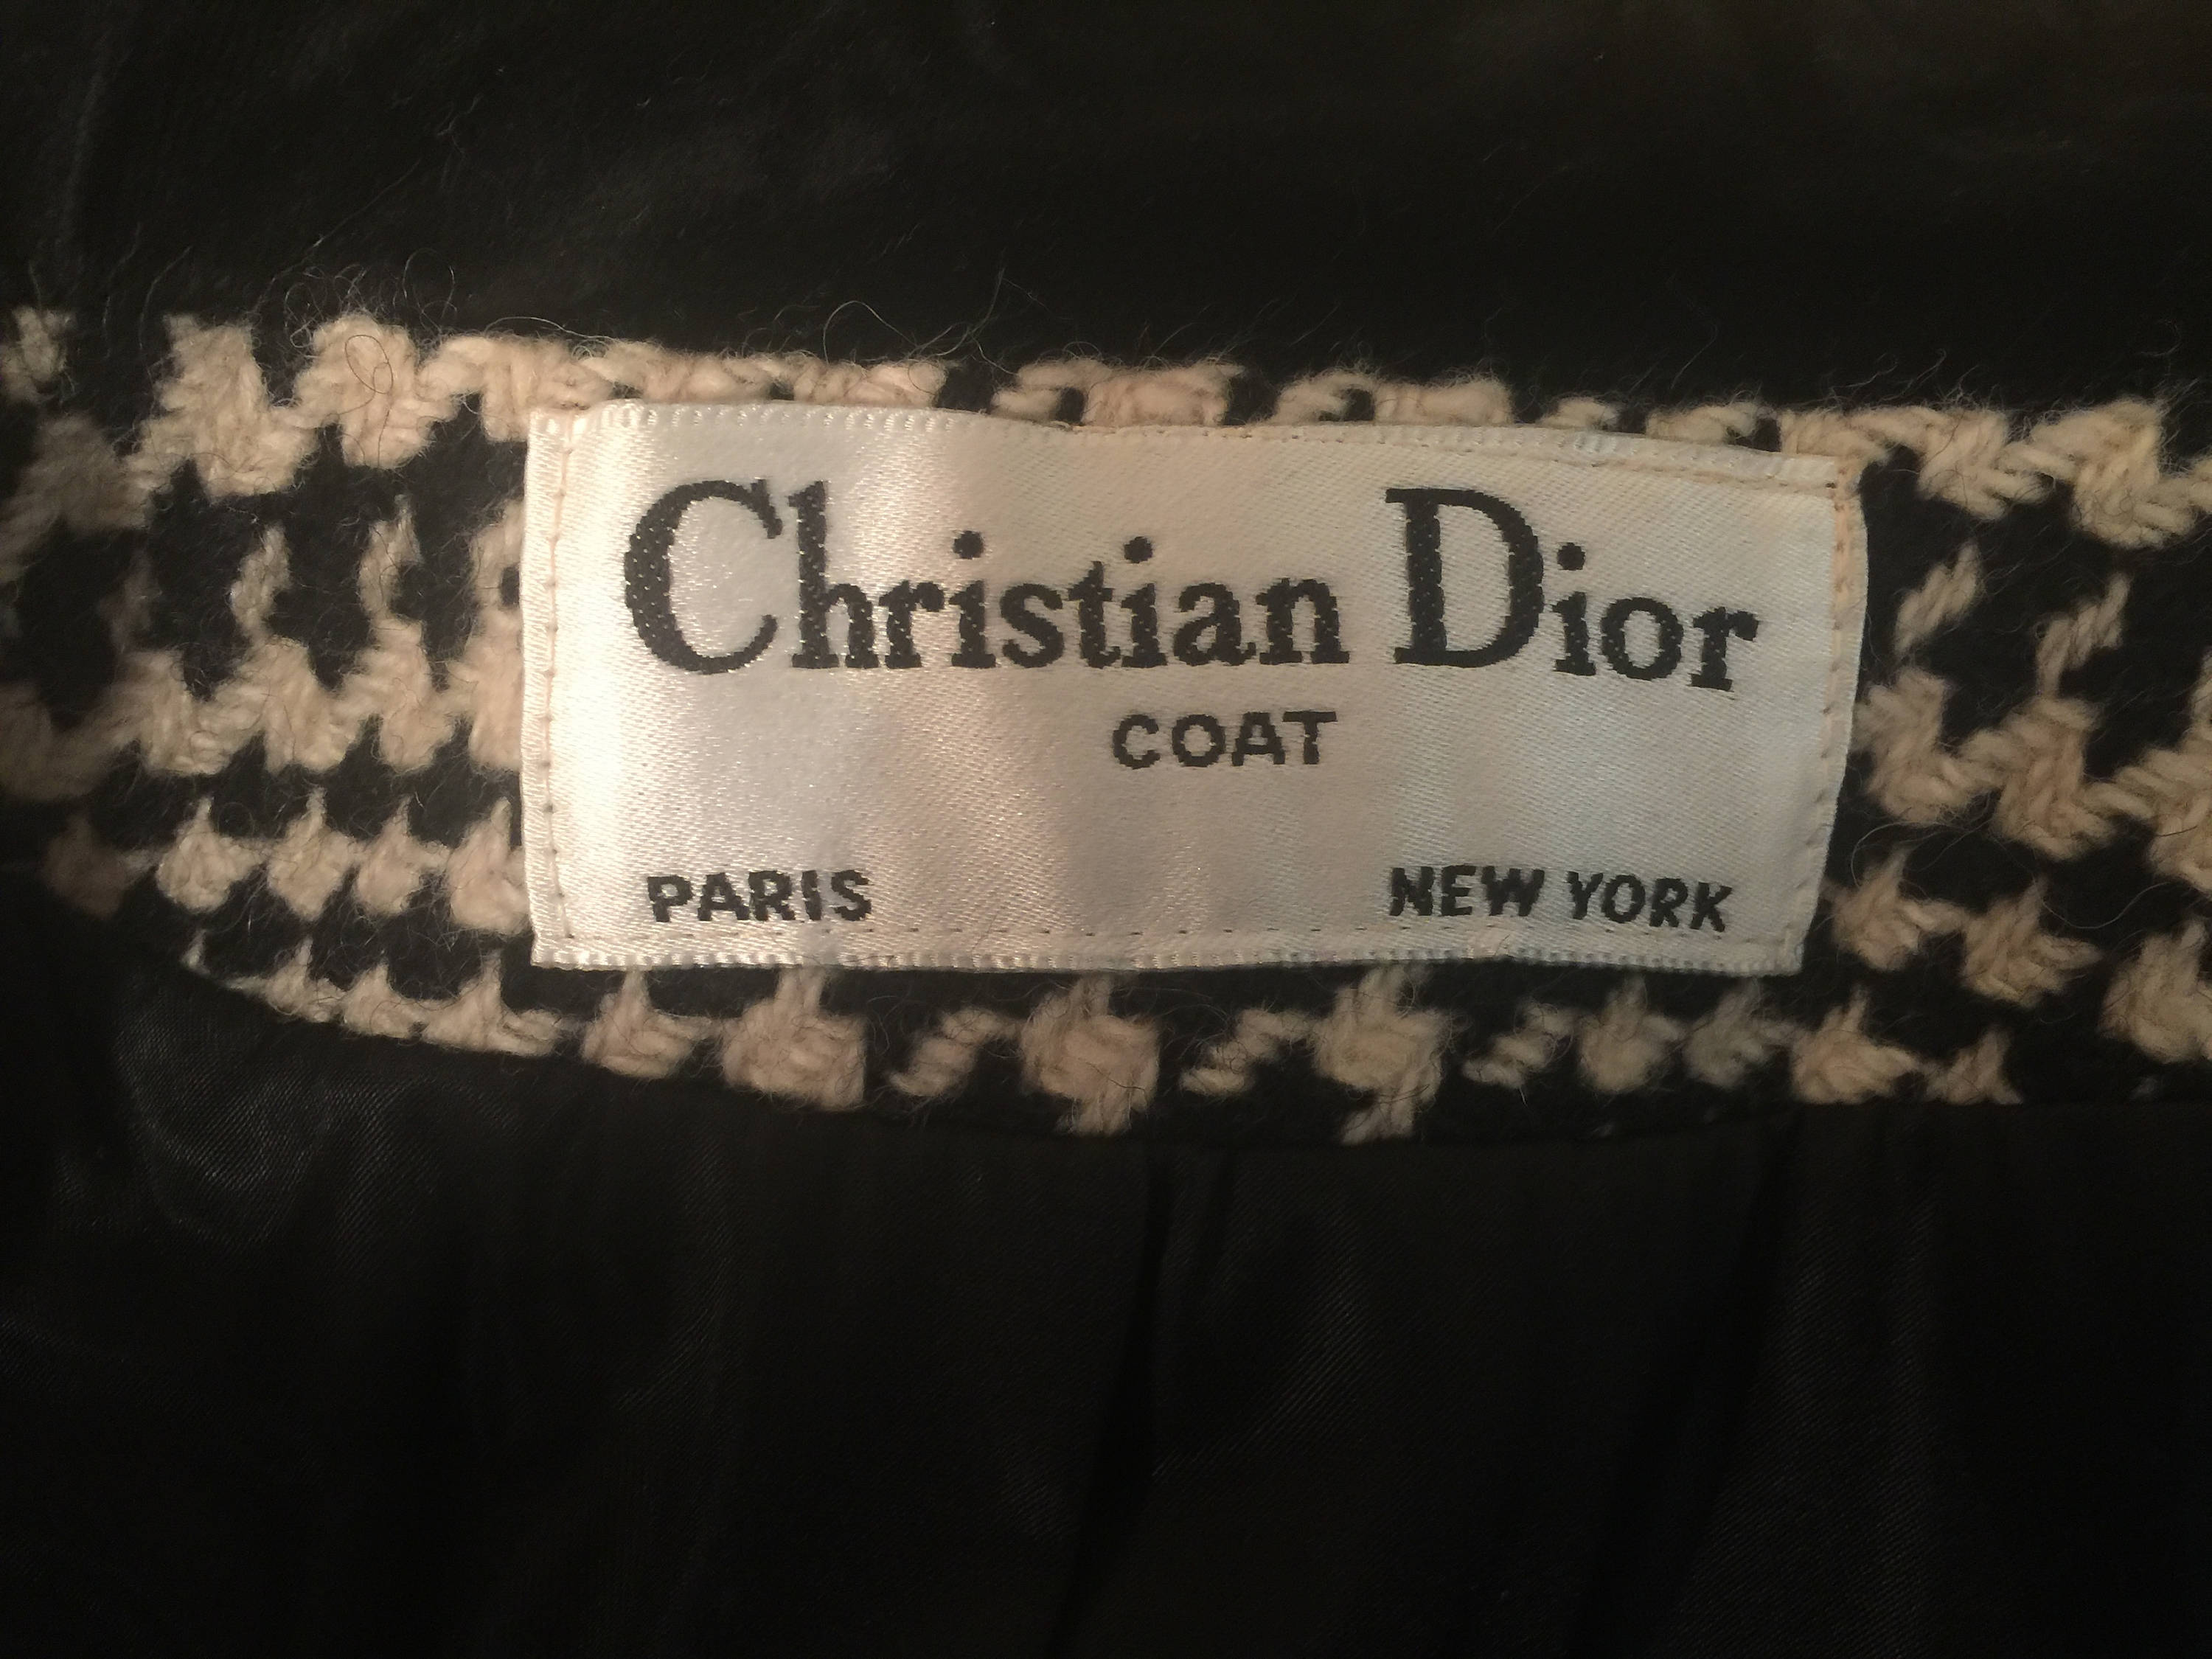 Christian Dior
COAT
PARIS NEW YORK